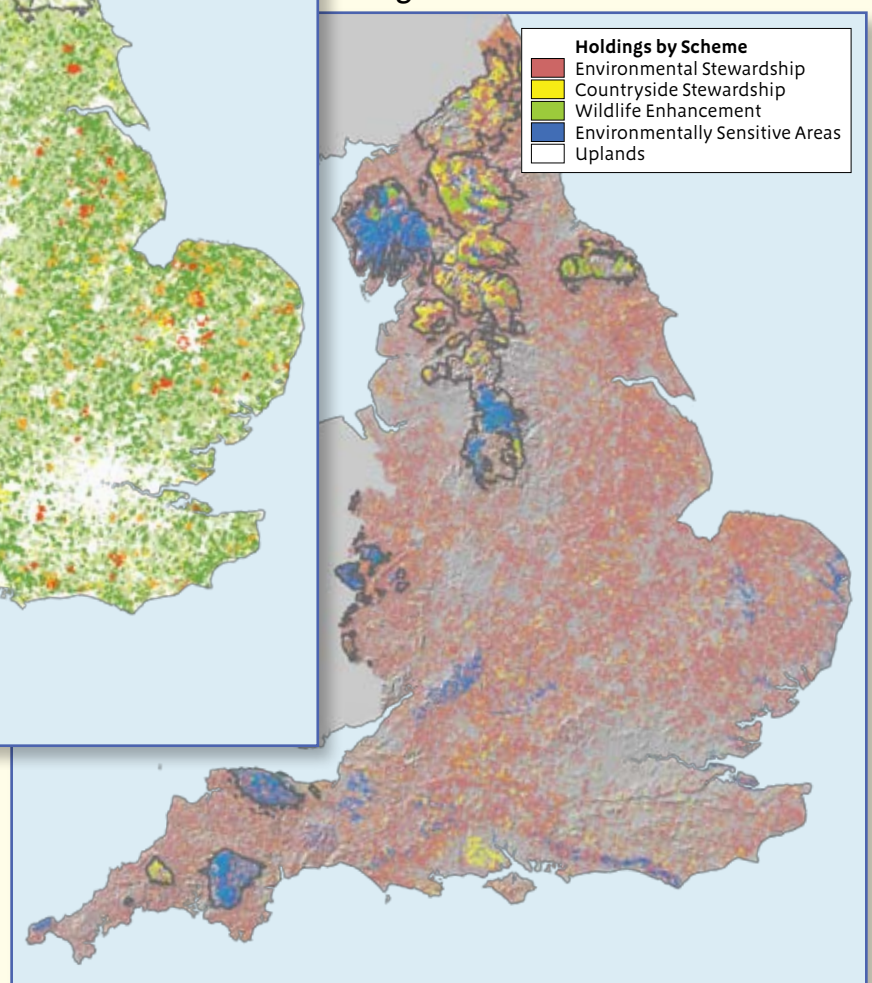 Holdings by Scheme
Environmental Stewardship
Countryside Stewardship
Wildlife Enhancement
Environmentally Sensitive Areas
Uplands